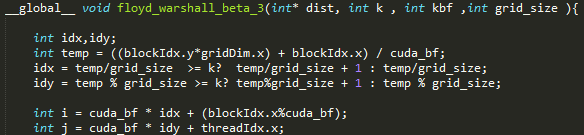 __global__ void floyd_warshall_beta_3(int* dist, int k , int kbf ,int grid_size ){
int idx,idy;
int temp = ((blockIdx.y*gridDim.x) + blockIdx.x) / cuda_bf;
idx = temp/grid_size >= k? temp/grid_size + 1 : temp/grid_size;
idy = temp % grid_size >= k? temp%grid_size + 1 : temp % grid_size;
int i = cuda_bf * idx + (blockIdx.x%cuda_bf);
int j = cuda_bf * idy + threadIdx.x;